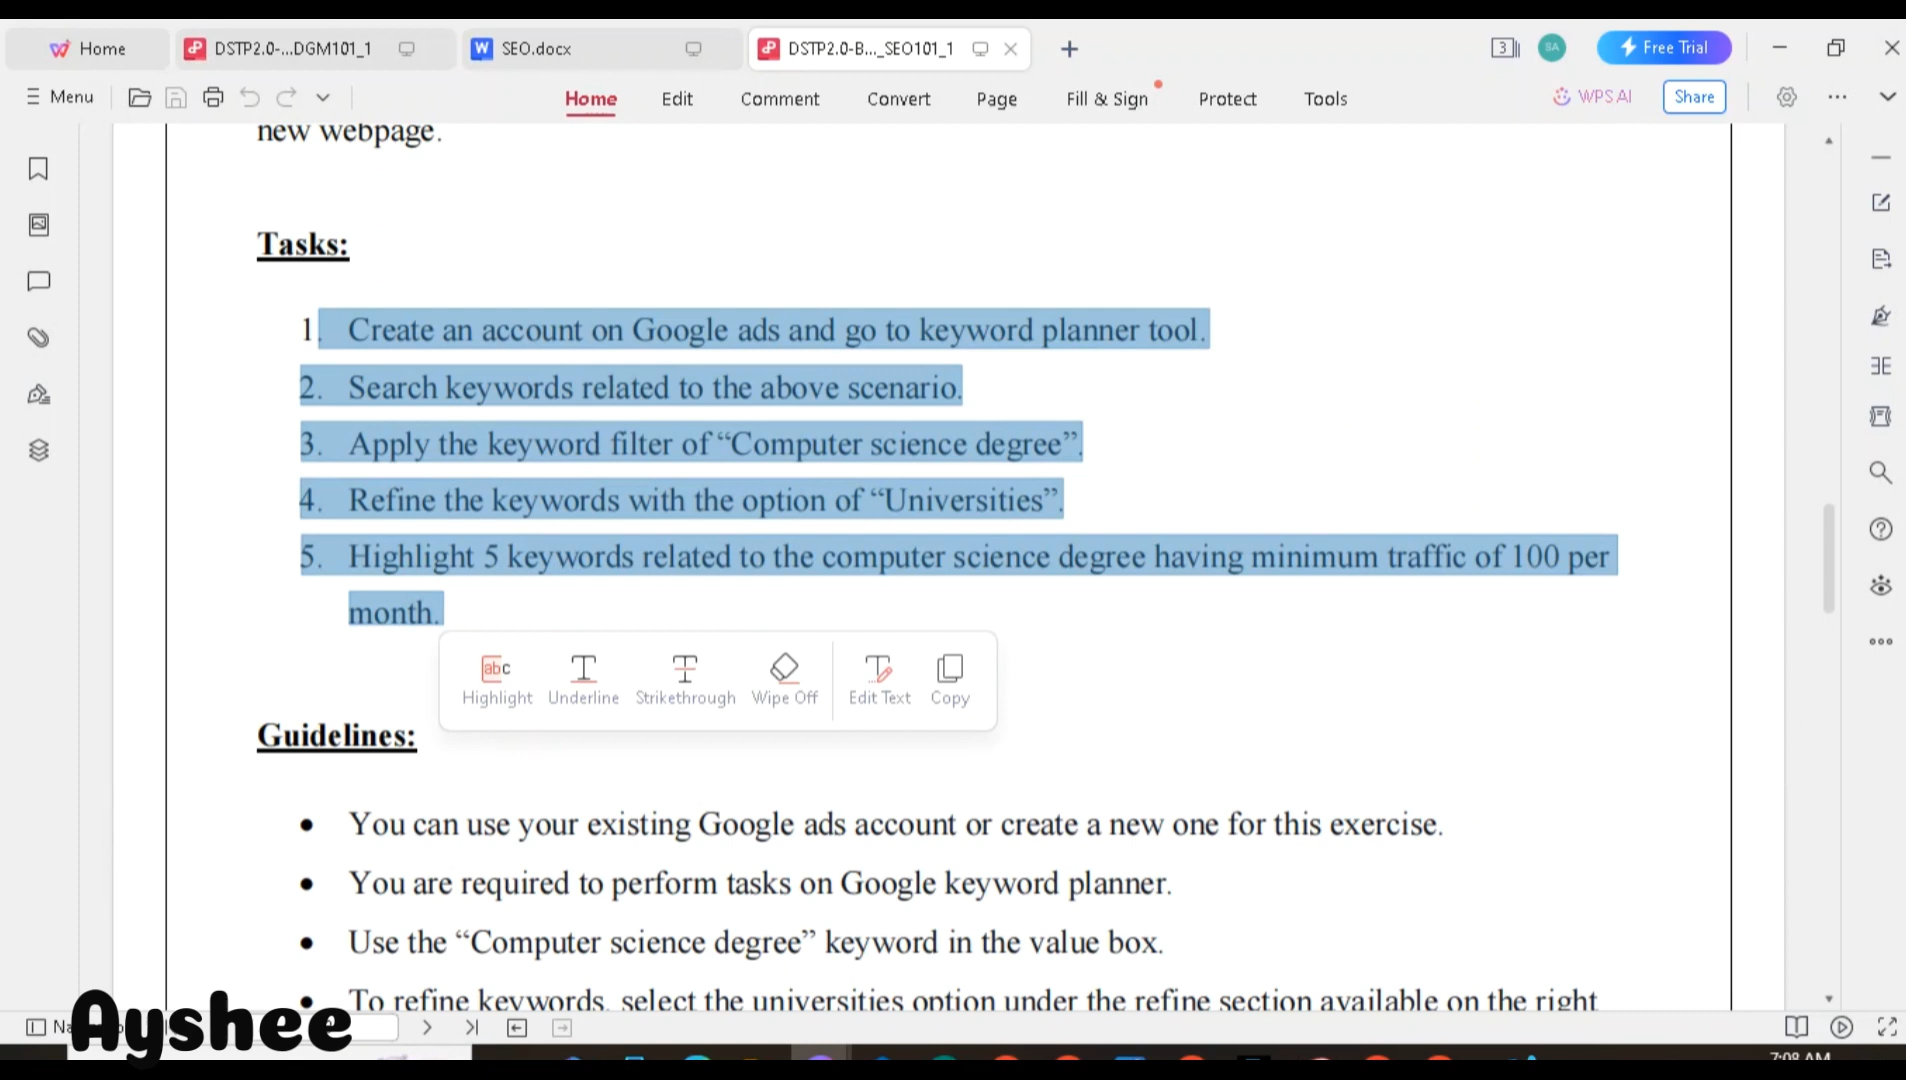 Home
DSTP2.0-...DGM101_1
SEO.docx
DSTP2.0-B..._SEO101_1
3
SA
Free Trial
Menu
Home
Edit
Comment
Convert
Page
Fill & Sign
Protect
Tools
WPS AI
Share
new webpage.
Tasks:
1. Create an account on Google ads and go to keyword planner tool.
2. Search keywords related to the above scenario.
3. Apply the keyword filter of “Computer science degree”.
4. Refine the keywords with the option of “Universities”.
5. Highlight 5 keywords related to the computer science degree having minimum traffic of 100 per
month.
abc
Highlight
Underline
Strikethrough
Wipe Off
Edit Text
Copy
Guidelines:
• You can use your existing Google ads account or create a new one for this exercise.
• You are required to perform tasks on Google keyword planner.
• Use the “Computer science degree” keyword in the value box.
• To refine keywords, select the universities option under the refine section available on the right
Ayshee
7:08 AM